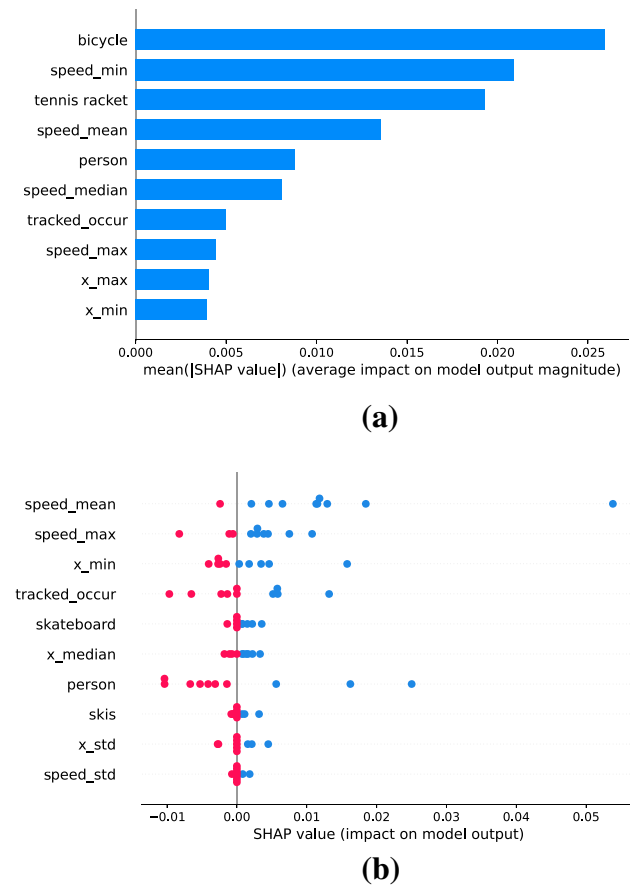 bicycle
speed_min
tennis racket
speed_mean
person
speed_median
tracked_occur
speed_max
x_max
x_min
0.000 0.005 0.010 0.015 0.020 0.025
mean(|SHAP value|) (average impact on model output magnitude)
(a)
speed_mean
speed_max
x_min
tracked_occur
skateboard
x_median
person
skis
x_std
speed_std
−0.01 0.00 0.01 0.02 0.03 0.04 0.05
SHAP value (impact on model output)
(b)